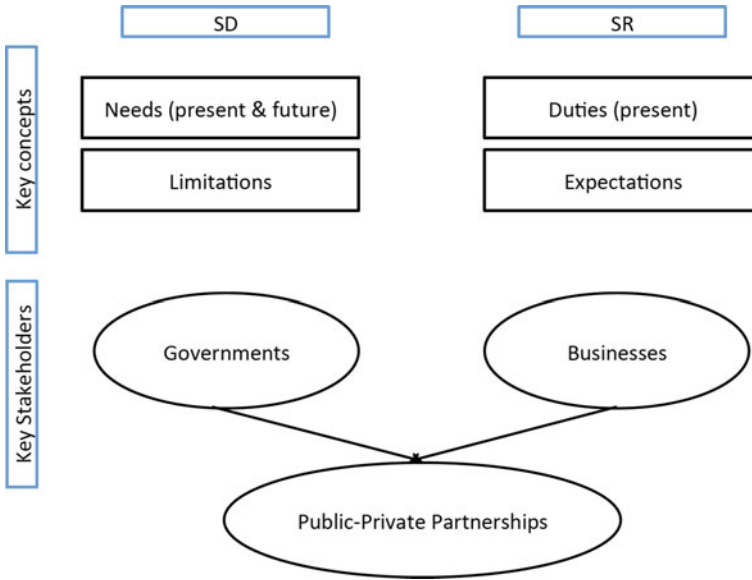 SD
SR
Key concepts
Needs (present & future)
Duties (present)
Limitations
Expectations
Key Stakeholders
Governments
Businesses
Public-Private Partnerships